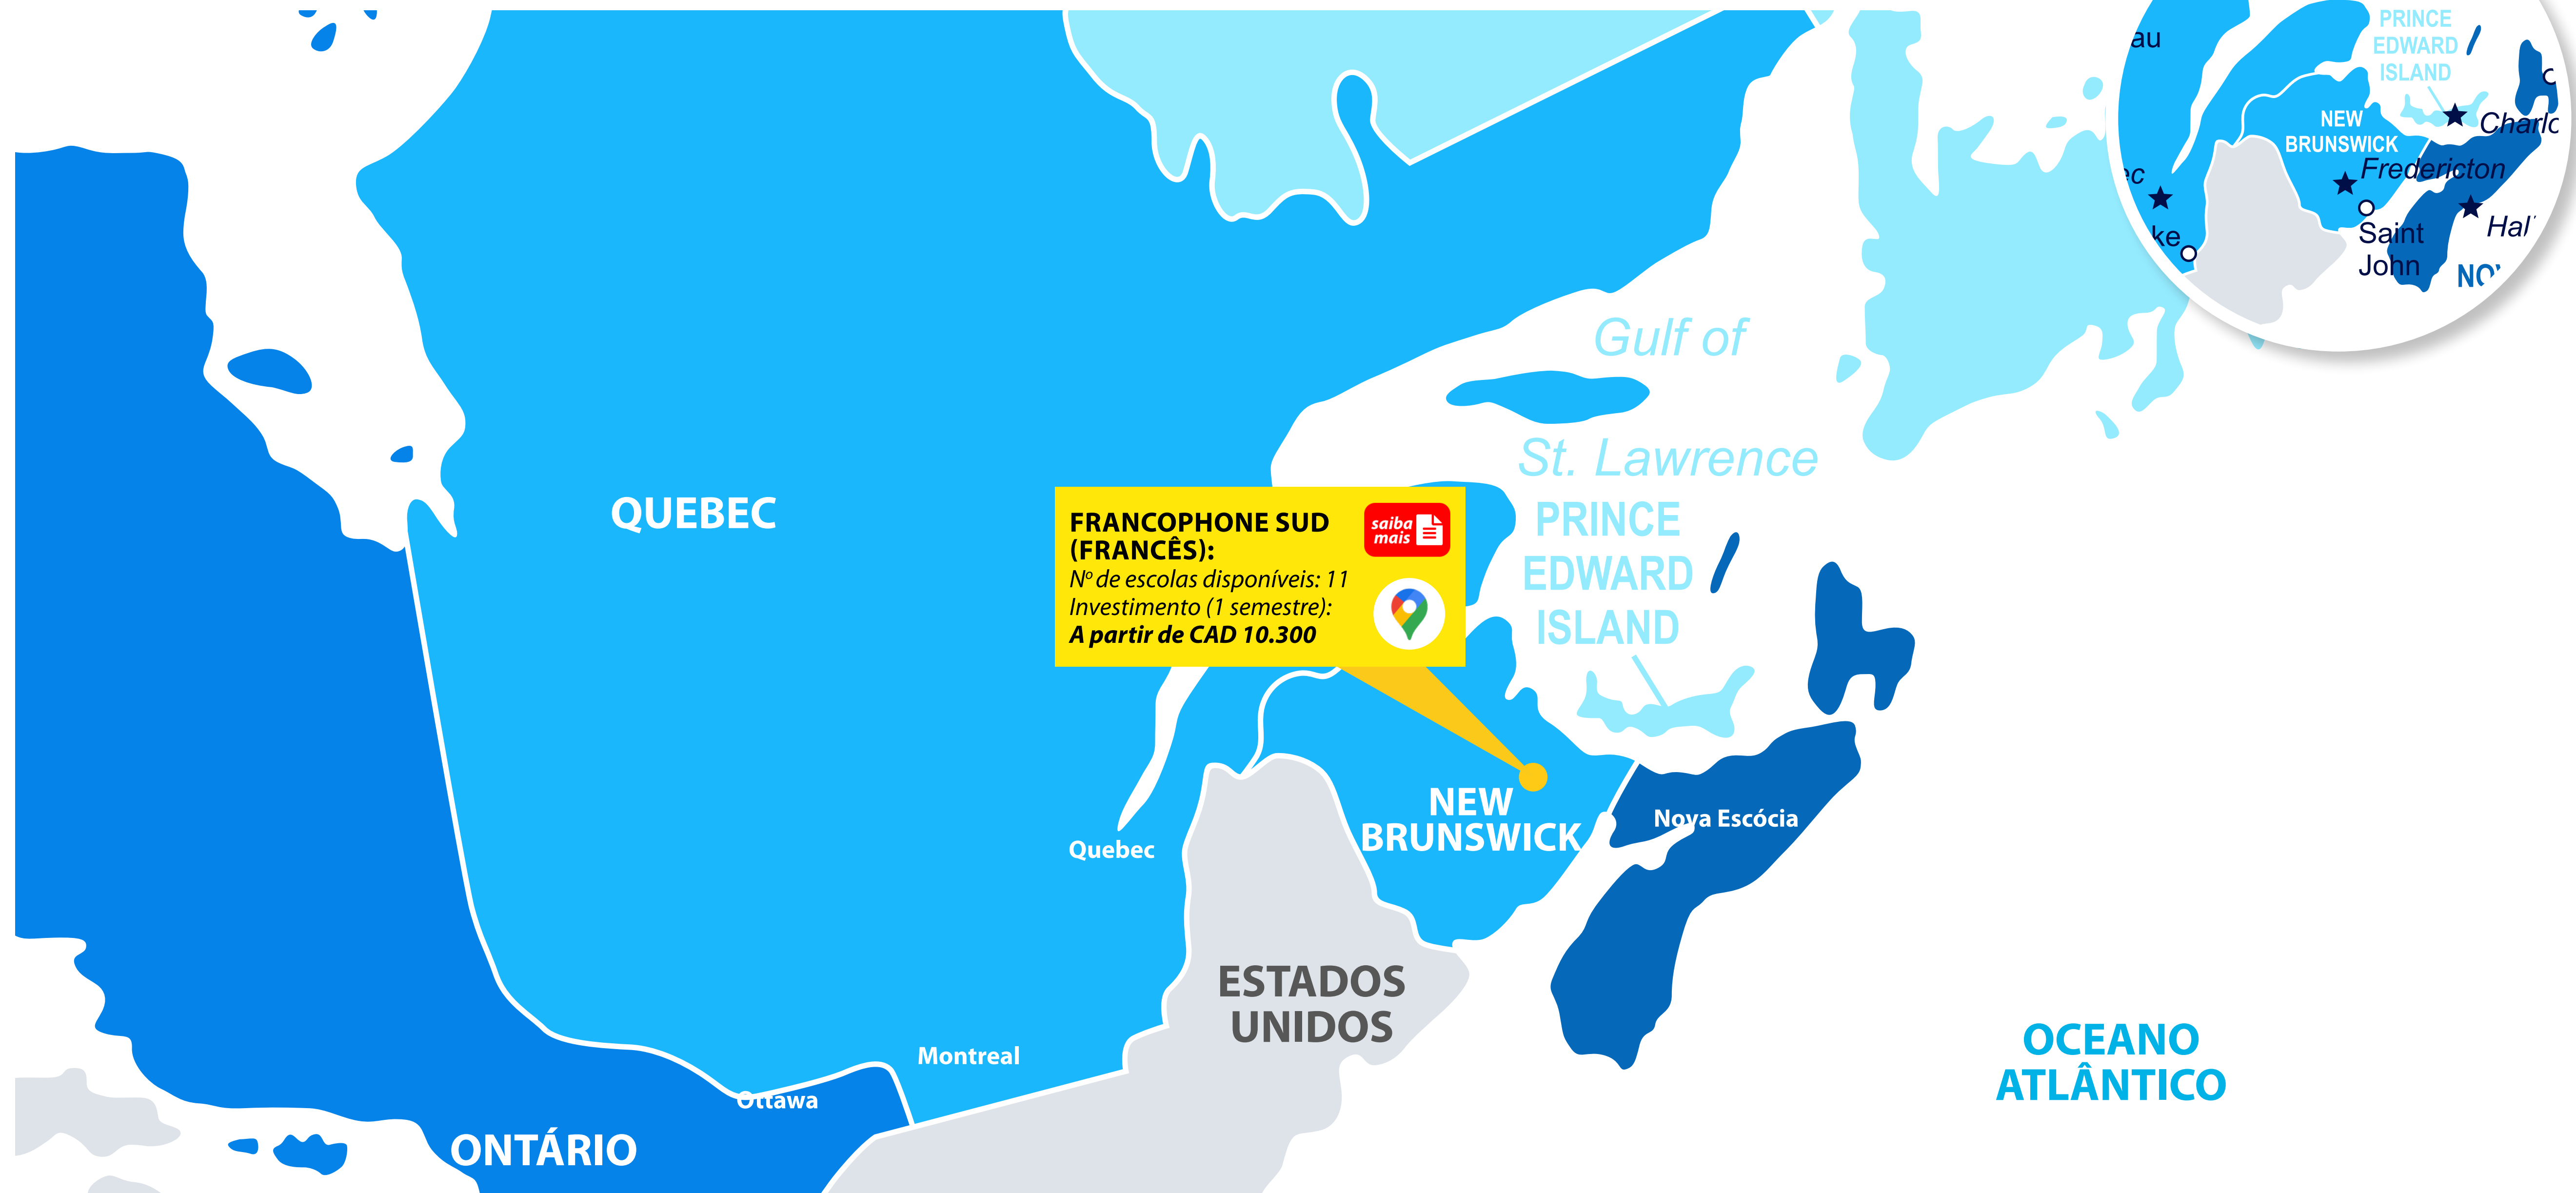 QUEBEC
FRANCOPHONE SUD
(FRANCÊS):
Nº de escolas disponíveis: 11
Investimento (1 semestre):
A partir de CAD 10.300
saiba
mais
Gulf of
St. Lawrence
PRINCE
EDWARD
ISLAND
NEW
BRUNSWICK
Nova Escócia
Quebec
ESTADOS
UNIDOS
Montreal
Ottawa
ONTÁRIO
OCEANO
ATLÂNTICO
PRINCE
EDWARD
ISLAND
NEW
BRUNSWICK
Fredericton
Saint
John